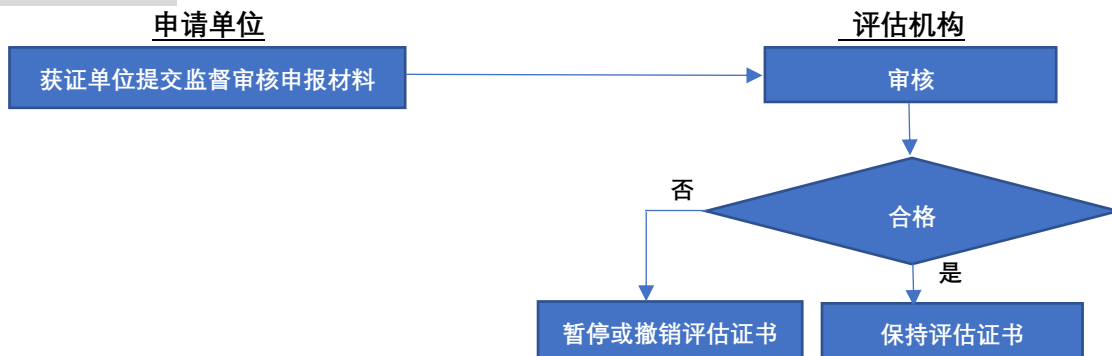 申请单位
评估机构
获证单位提交监督审核申报材料
审核
否
合格
是
暂停或撤销评估证书
保持评估证书